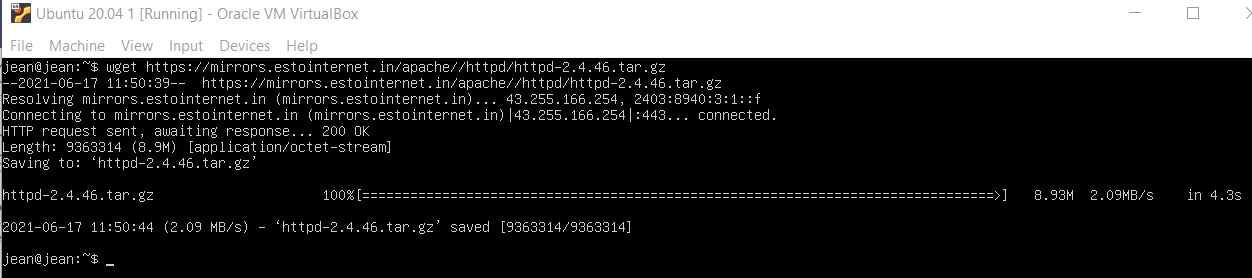 Ubuntu 20.04 1 [Running] - Oracle VM VirtualBox
File Machine View Input Devices Help
jean@jean:~$ wget https://mirrors.estointernet.in/apache//httpd/httpd-2.4.46.tar.gz
--2021-06-17 11:50:39--  https://mirrors.estointernet.in/apache//httpd/httpd-2.4.46.tar.gz
Resolving mirrors.estointernet.in (mirrors.estointernet.in)... 43.255.166.254, 2403:8940:3:1::f
Connecting to mirrors.estointernet.in (mirrors.estointernet.in)|43.255.166.254|:443... connected.
HTTP request sent, awaiting response... 200 OK
Length: 9363314 (8.9M) [application/octet-stream]
Saving to: ‘httpd-2.4.46.tar.gz’
httpd-2.4.46.tar.gz 100%[===============================================================================>] 8.93M 2.09MB/s in 4.3s
2021-06-17 11:50:44 (2.09 MB/s) - ‘httpd-2.4.46.tar.gz’ saved [9363314/9363314]
jean@jean:~$ _